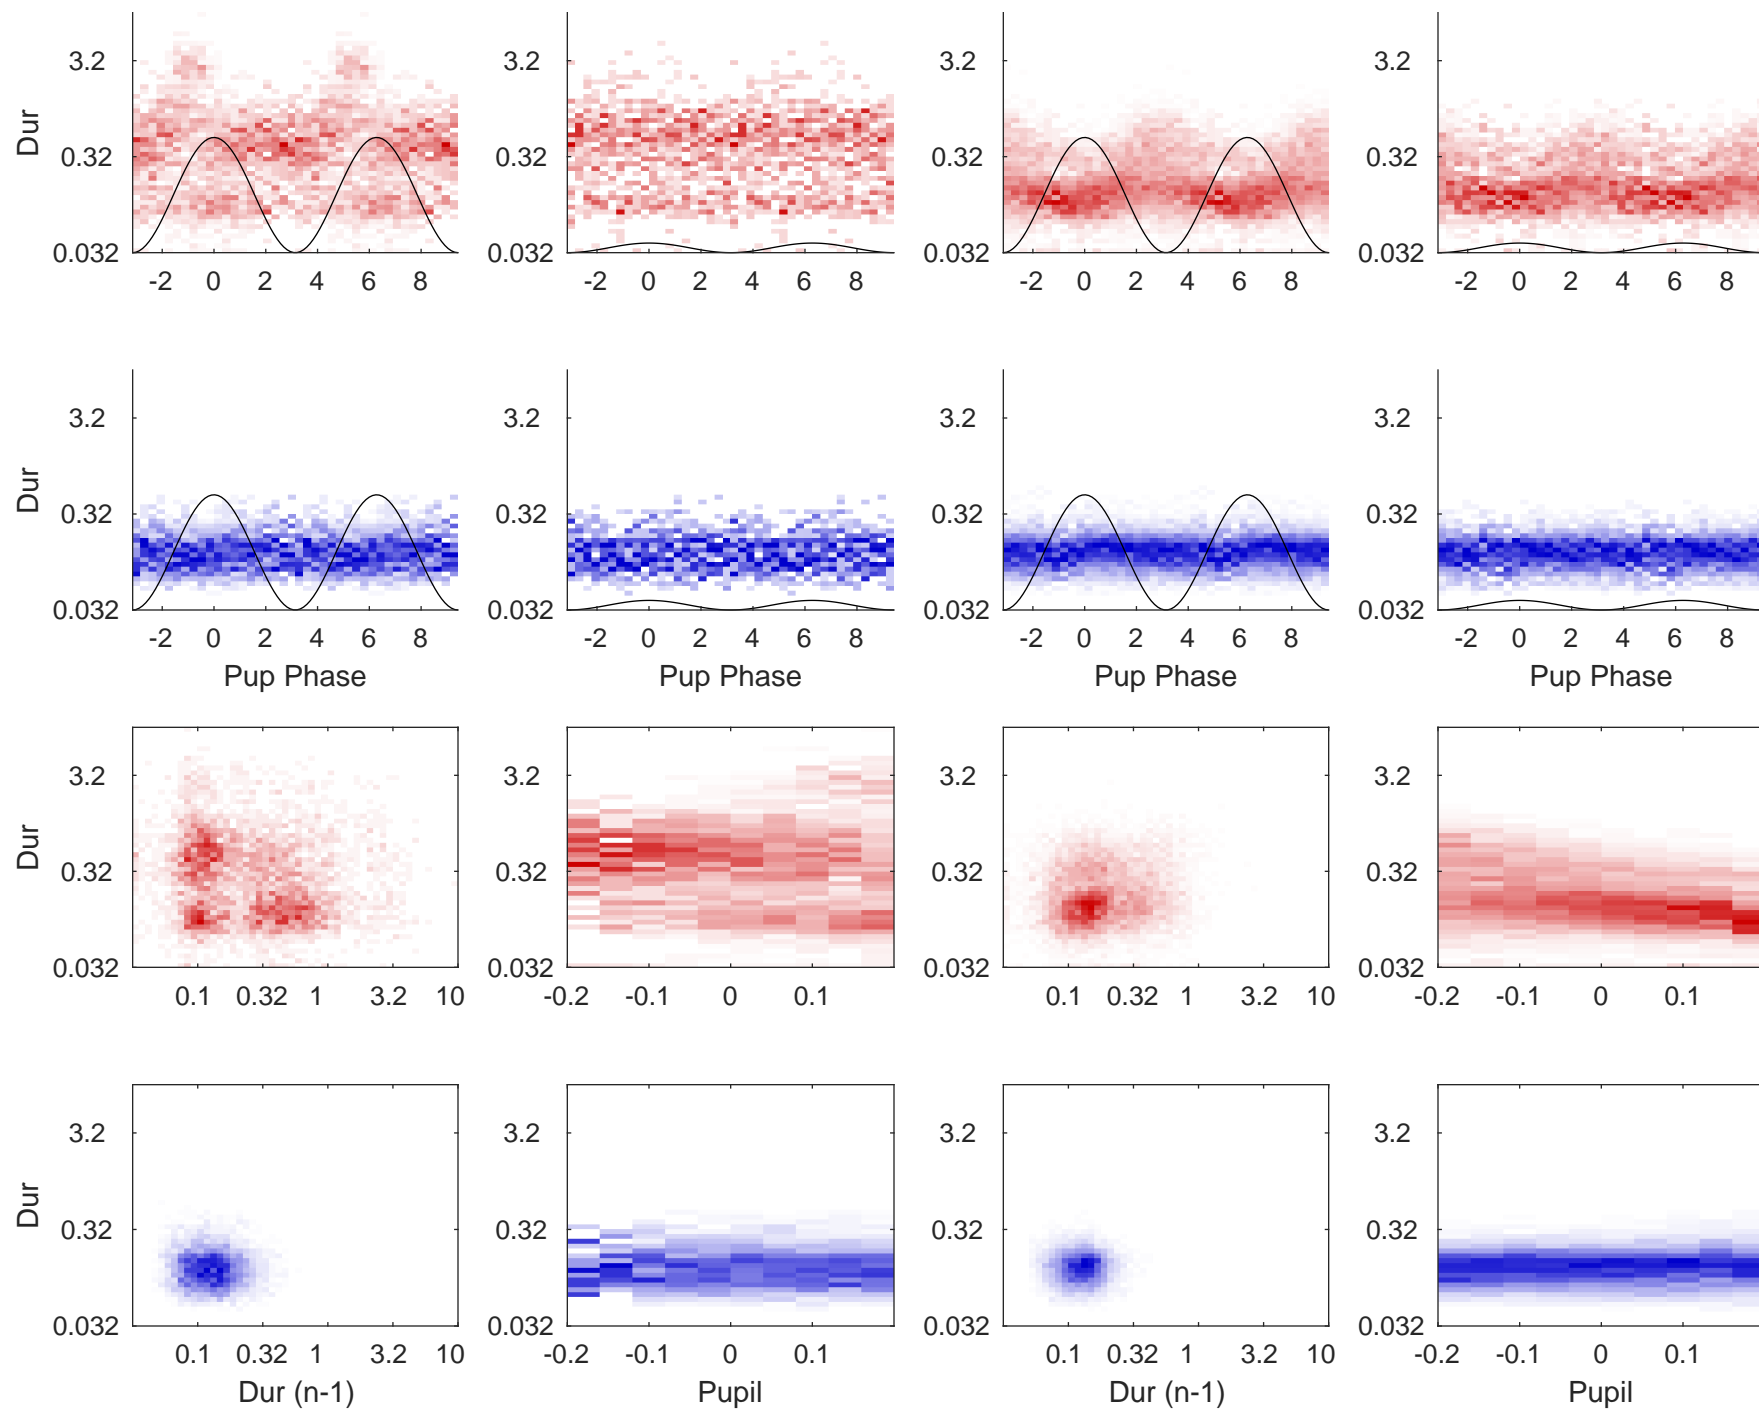 3.2 3.2 3.2 3.2
Dur
0.32 0.32 0.32 0.32
0.032 0.032 0.032 0.032
-2 0 2 4 6 8 -2 0 2 4 6 8 -2 0 2 4 6 8 -2 0 2 4 6 8
3.2 3.2 3.2 3.2
Dur
0.32 0.32 0.32 0.32
0.032 0.032 0.032 0.032
-2 0 2 4 6 8 -2 0 2 4 6 8 -2 0 2 4 6 8 -2 0 2 4 6 8
Pup Phase Pup Phase Pup Phase Pup Phase
3.2 3.2 3.2 3.2
Dur
0.32 0.32 0.32 0.32
0.032 0.032 0.032 0.032
0.1 0.32 1 3.2 10 -0.2 -0.1 0 0.1 0.1 0.32 1 3.2 10 -0.2 -0.1 0 0.1
3.2 3.2 3.2 3.2
Dur
0.32 0.32 0.32 0.32
0.032 0.032 0.032 0.032
0.1 0.32 1 3.2 10 -0.2 -0.1 0 0.1 0.1 0.32 1 3.2 10 -0.2 -0.1 0 0.1
Dur (n-1) Pupil Dur (n-1) Pupil